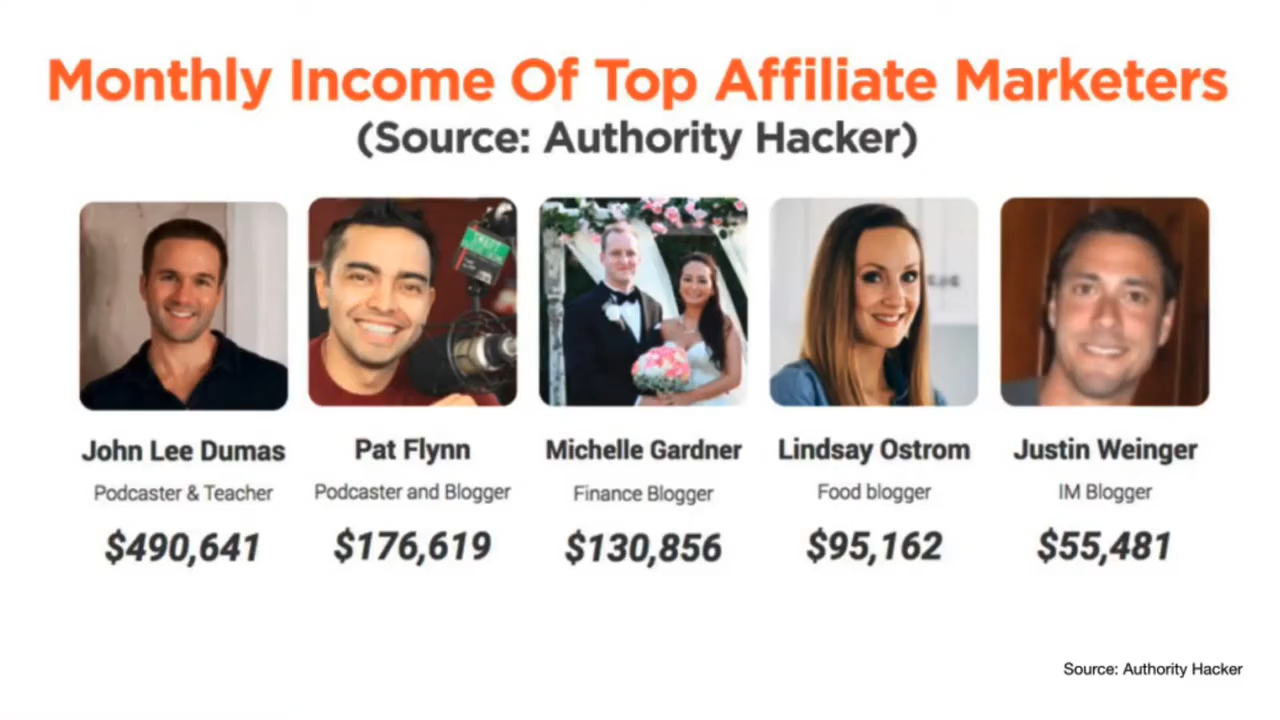 Monthly Income Of Top Affiliate Marketers
(Source: Authority Hacker)
John Lee Dumas
Podcaster & Teacher
$490,641
Pat Flynn
Podcaster and Blogger
$176,619
Michelle Gardner
Finance Blogger
$130,856
Lindsay Ostrom
Food blogger
$95,162
Justin Weinger
IM Blogger
$55,481
Source: Authority Hacker